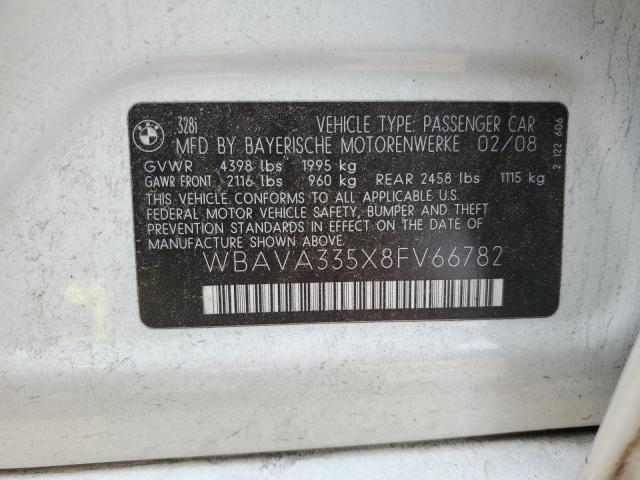 BMW
328i VEHICLE TYPE: PASSENGER CAR
MFD BY BAYERISCHE MOTORENWERKE 02/08
GVWR 4398 lbs 1995 kg
GAWR FRONT 2116 lbs 960 kg REAR 2458 lbs 1115 kg
THIS VEHICLE CONFORMS TO ALL APPLICABLE U.S.
FEDERAL MOTOR VEHICLE SAFETY, BUMPER AND THEFT
PREVENTION STANDARDS IN EFFECT ON THE DATE OF
MANUFACTURE SHOWN ABOVE.
WBAVA335X8FV66782
2 122 606